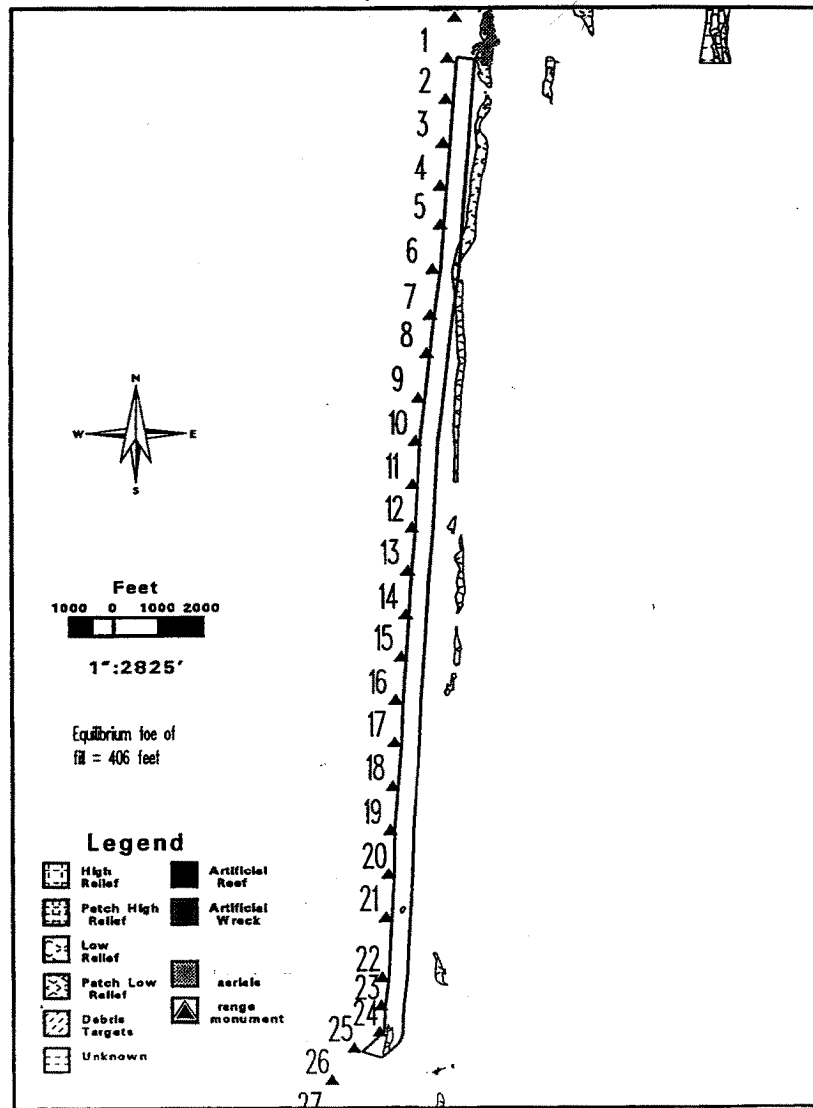 1
2
3
4
5
6
7
8
9
10
11
12
13
14
15
16
17
18
19
20
21
22
23
24
25
26
27
N
W E
S
Feet
1000 0 1000 2000
1":2825'
Equilibrium toe of
fill = 406 feet
Legend
High
Relief
Patch High
Relief
Low
Relief
Patch Low
Relief
Debris
Targets
Unknown
Artificial
Reef
Artificial
Wreck
aerials
range
monument